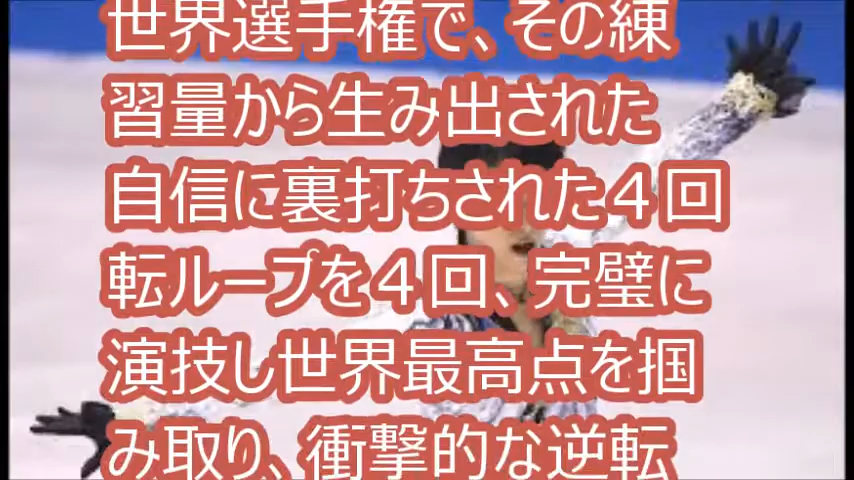 世界選手権で、その練
習量から生み出された
自信に裏打ちされた４回
転ループを４回、完璧に
演技し世界最高点を掴
み取り、衝撃的な逆転